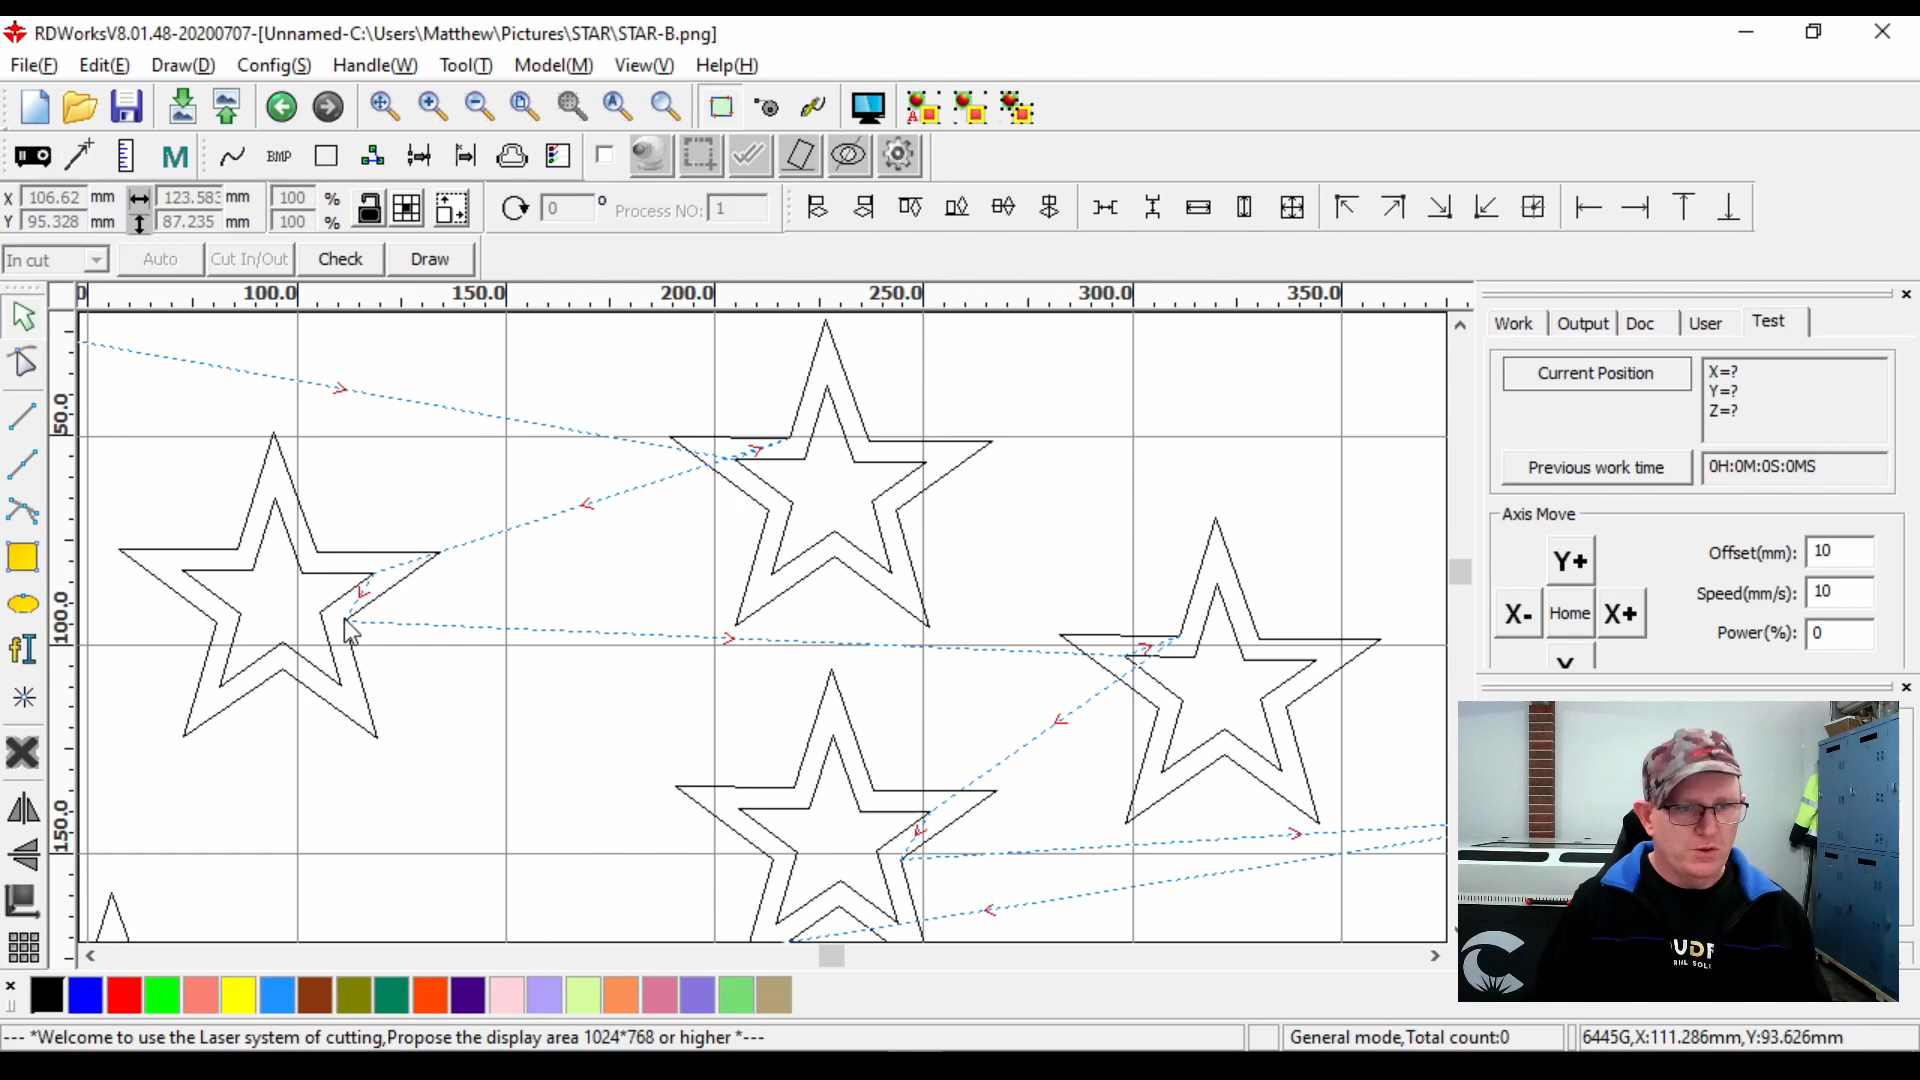 RDWorksV8.01.48-20200707-[Unnamed-C:\Users\Matthew\Pictures\STAR\STAR-B.png]
File(F) Edit(E) Draw(D) Config(S) Handle(W) Tool(T) Model(M) View(V) Help(H)
A
M BMP
X 106.62 mm 123.583 mm 100 % 0 ° Process NO: 1
Y 95.328 mm 87.235 mm 100 %
In cut Auto Cut In/Out Check Draw
100.0 150.0 200.0 250.0 300.0 350.0
50.0
100.0
150.0
Work Output Doc User Test
Current Position X=?
Y=?
Z=?
Previous work time 0H:0M:0S:0MS
Axis Move
Y+ Offset(mm): 10
X- Home X+ Speed(mm/s): 10
Power(%): 0
--- *Welcome to use the Laser system of cutting,Propose the display area 1024*768 or higher *---
General mode,Total count:0
6445G,X:111.286mm,Y:93.626mm